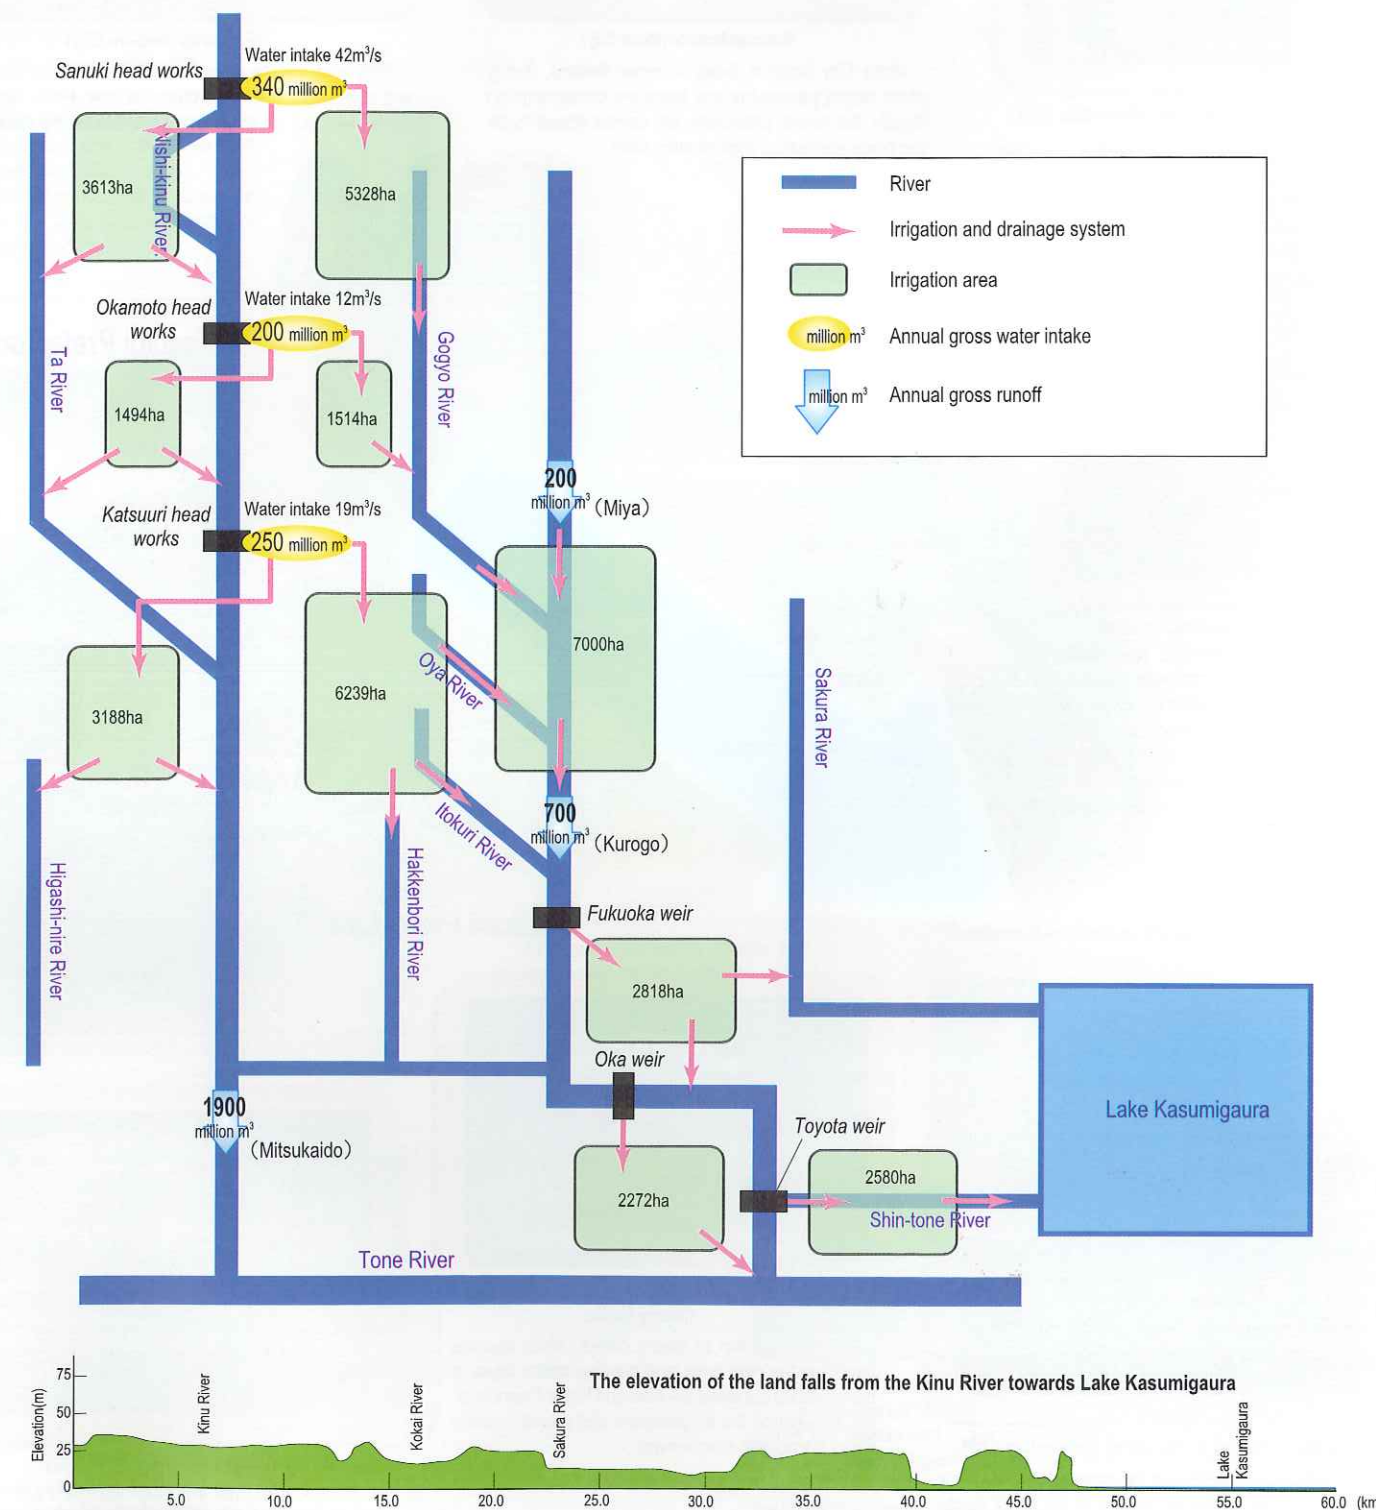 Water intake 42m³/s
Sanuki head works
340 million m³
3613ha
Nishi-kinu River
5328ha
River
Irrigation and drainage system
Irrigation area
million m³ Annual gross water intake
million m³ Annual gross runoff
Okamoto head
works
Water intake 12m³/s
200 million m³
Ta River
Gogyo River
1494ha
1514ha
200
million m³ (Miya)
Katsuuri head
works
Water intake 19m³/s
250 million m³
7000ha
6239ha
Oya River
3188ha
Sakura River
700
million m³ (Kurogo)
Itokuri River
Hakkenbori River
Higashi-nire River
Fukuoka weir
2818ha
Oka weir
1900
million m³
(Mitsukaido)
Lake Kasumigaura
Toyota weir
2580ha
2272ha
Shin-tone River
Tone River
The elevation of the land falls from the Kinu River towards Lake Kasumigaura
Elevation(m)
75
50
25
0
Kinu River
Kokai River
Sakura River
Lake
Kasumigaura
5.0 10.0 15.0 20.0 25.0 30.0 35.0 40.0 45.0 50.0 55.0 60.0 (km